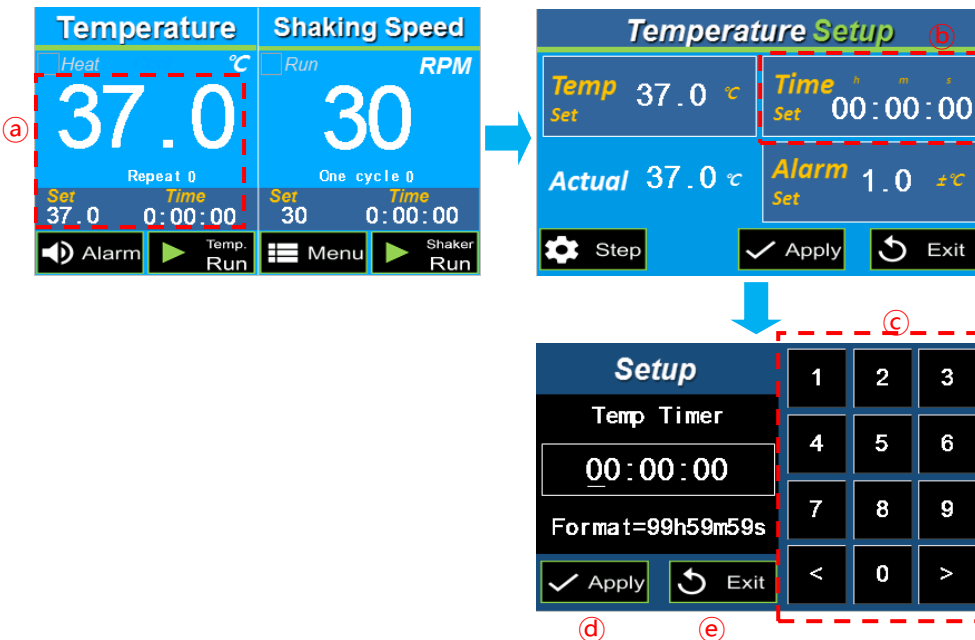 Temperature
Shaking Speed
Heat
℃
Run
RPM
ⓐ
37.0
30
Repeat 0
One cycle 0
Set
Time
Set
Time
37.0
0:00:00
30
0:00:00
Alarm
Temp.
Run
Menu
Shaker
Run
Temperature Setup
ⓑ
Temp
Set
37.0 ℃
Time
Set
h m s
00:00:00
Actual 37.0 ℃
Alarm
Set
1.0 ±℃
Step
Apply
Exit
ⓒ
Setup
Temp Timer
00:00:00
Format=99h59m59s
Apply
Exit
1 2 3
4 5 6
7 8 9
< 0 >
ⓓ
ⓔ